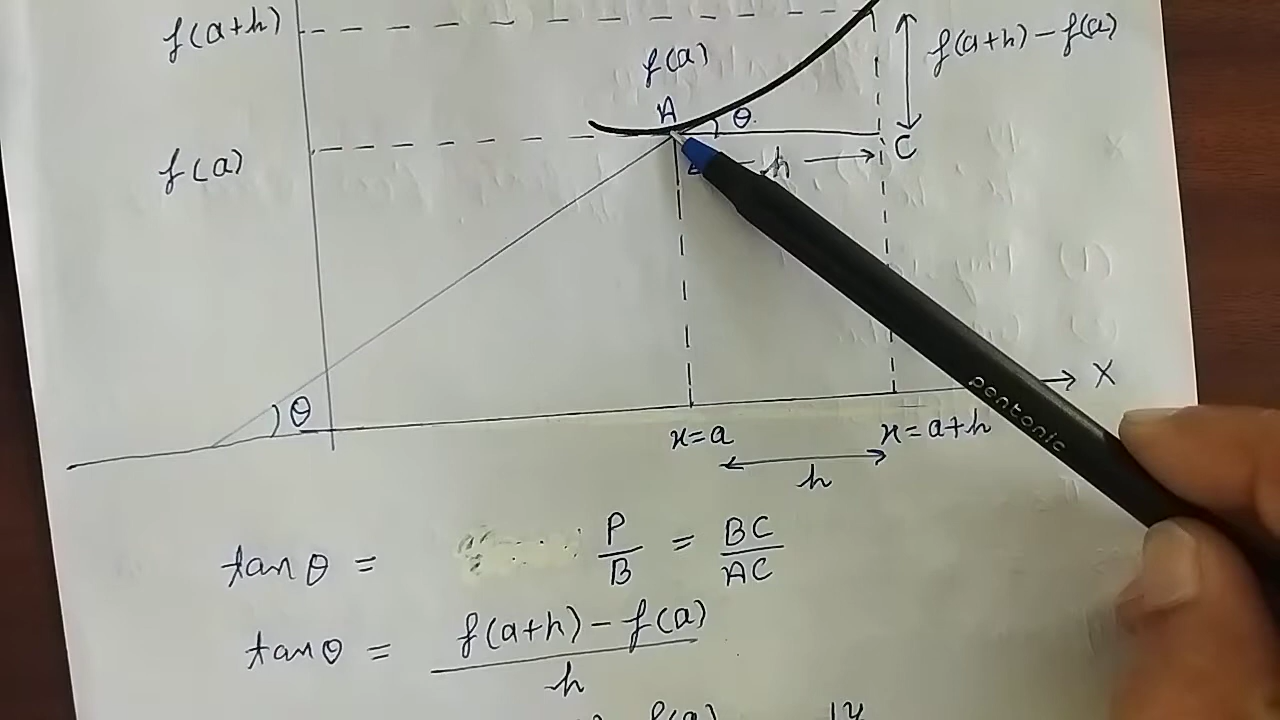 f(a+h)
f(a)
f(a+h)-f(a)
A
θ
f(a)
h
C
θ
X
pentonic
x=a
x=a+h
h
tanθ = P/B = BC/AC
tanθ = f(a+h)-f(a)/h
f(a)